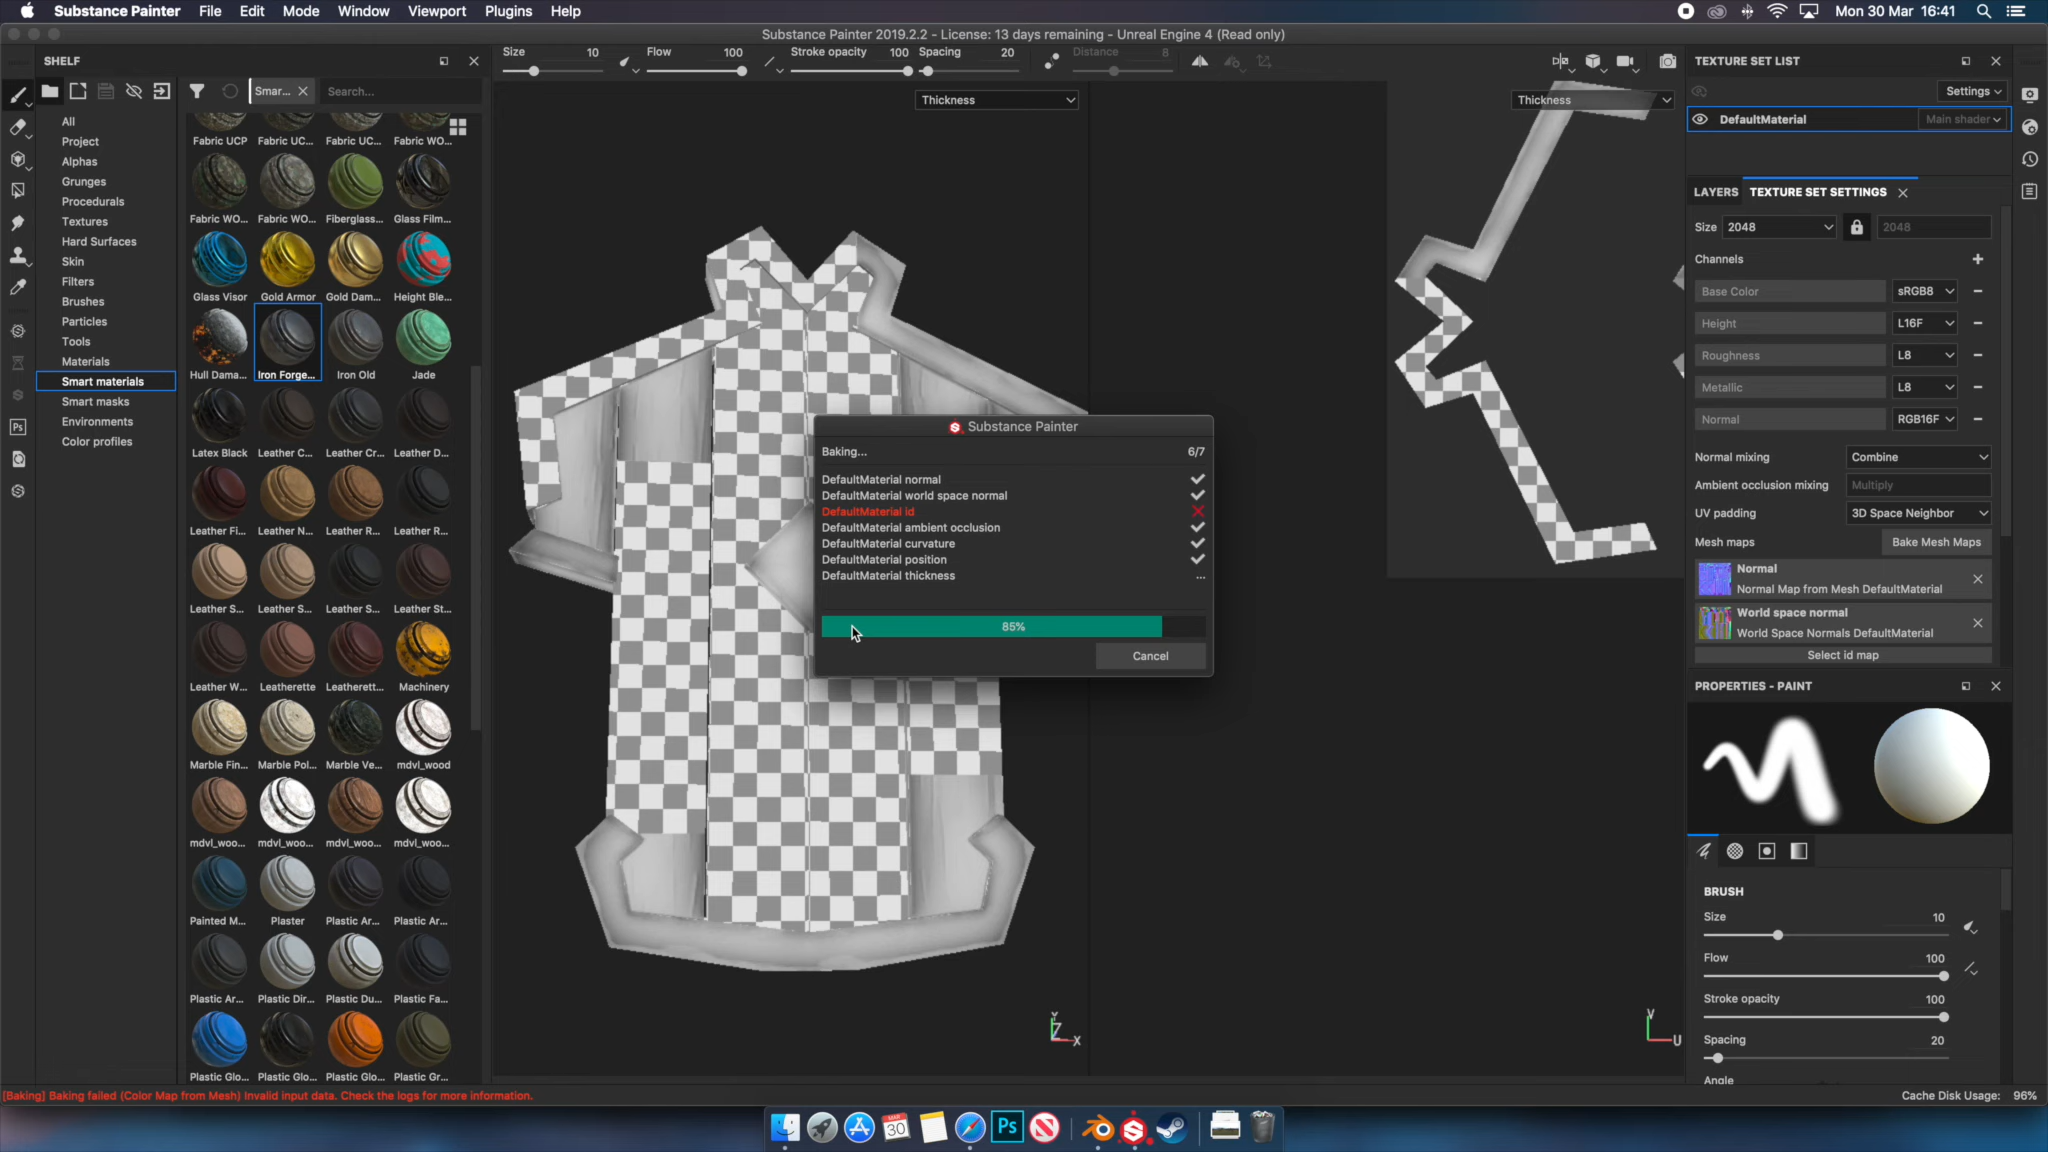 Substance Painter File Edit Mode Window Viewport Plugins Help
Mon 30 Mar 16:41
Substance Painter 2019.2.2 - License: 13 days remaining - Unreal Engine 4 (Read only)
SHELF
Size 10 Flow 100 Stroke opacity 100 Spacing 20 Distance 8
Smar... Search...
All
Project
Alphas
Grunges
Procedurals
Textures
Hard Surfaces
Skin
Filters
Brushes
Particles
Tools
Materials
Smart materials
Smart masks
Environments
Color profiles
Fabric UCP Fabric UC... Fabric UC... Fabric WO...
Fabric WO... Fabric WO... Fiberglass... Glass Film...
Glass Visor Gold Armor Gold Dam... Height Ble...
Hull Dama... Iron Forge... Iron Old Jade
Latex Black Leather C... Leather Cr... Leather D...
Leather Fi... Leather N... Leather R... Leather R...
Leather S... Leather S... Leather S... Leather St...
Leather W... Leatherette Leatherett... Machinery
Marble Fin... Marble Pol... Marble Ve... mdvl_wood
mdvl_woo... mdvl_woo... mdvl_woo... mdvl_woo...
Painted M... Plaster Plastic Ar... Plastic Ar...
Plastic Ar... Plastic Dir... Plastic Du... Plastic Fa...
Plastic Glo... Plastic Glo... Plastic Glo... Plastic Gr...
Ps
Thickness
Thickness
Substance Painter
Baking... 6/7
DefaultMaterial normal
DefaultMaterial world space normal
DefaultMaterial id
DefaultMaterial ambient occlusion
DefaultMaterial curvature
DefaultMaterial position
DefaultMaterial thickness ...
85%
Cancel
Y
Z
X
V
U
TEXTURE SET LIST
Settings
DefaultMaterial Main shader
LAYERS TEXTURE SET SETTINGS
Size 2048 2048
Channels
Base Color sRGB8
Height L16F
Roughness L8
Metallic L8
Normal RGB16F
Normal mixing Combine
Ambient occlusion mixing Multiply
UV padding 3D Space Neighbor
Mesh maps Bake Mesh Maps
Normal
Normal Map from Mesh DefaultMaterial
World space normal
World Space Normals DefaultMaterial
Select id map
PROPERTIES - PAINT
BRUSH
Size 10
Flow 100
Stroke opacity 100
Spacing 20
Angle
[Baking] Baking failed (Color Map from Mesh) Invalid input data. Check the logs for more information.
Cache Disk Usage: 96%
MAR
30
Ps